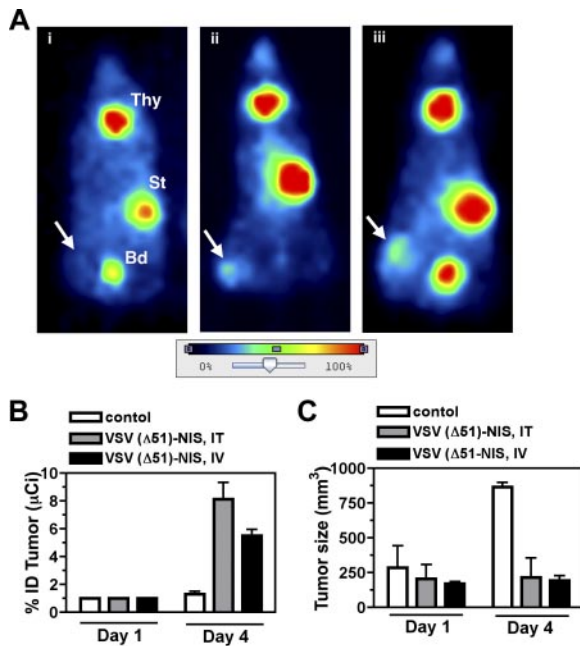 A
i
ii
iii
Thy
St
Bd
0% 100%
B
contol
VSV (Δ51)-NIS, IT
VSV (Δ51-NIS, IV
% ID Tumor (μCi)
10
8
6
4
2
0
Day 1 Day 4
C
contol
VSV (Δ51)-NIS, IT
VSV (Δ51-NIS, IV
Tumor size (mm³)
1000
750
500
250
0
Day 1 Day 4